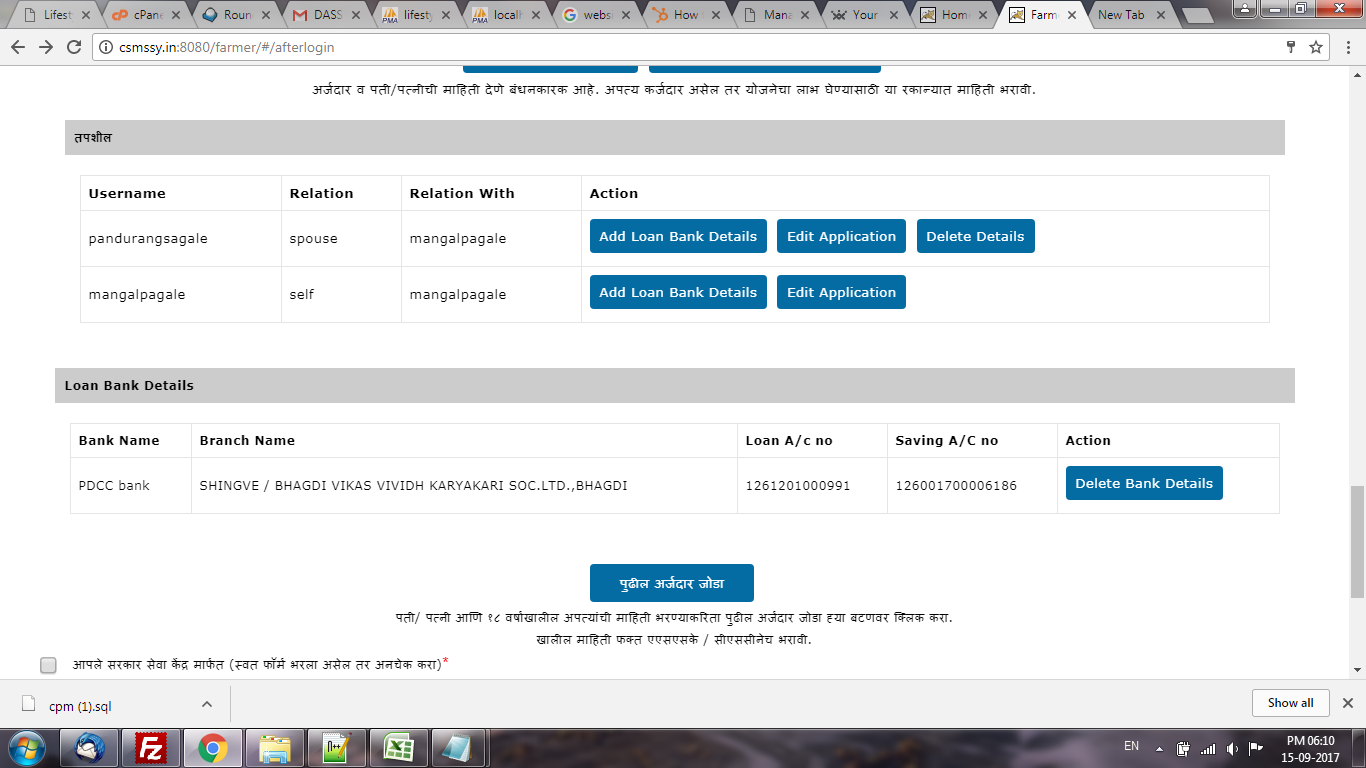 Lifest
cPane
Roun
DASS
lifesty
localh
websi
How t
Mana
Your
Home
Farm
New Tab
csmssy.in:8080/farmer/#/afterlogin
अर्जदार व पती/पत्नीची माहिती देणे बंधनकारक आहे. अपत्य कर्जदार असेल तर योजनेचा लाभ घेण्यासाठी या रकान्यात माहिती भरावी.
तपशील
Username Relation Relation With Action
pandurangsagale spouse mangalpagale Add Loan Bank Details Edit Application Delete Details
mangalpagale self mangalpagale Add Loan Bank Details Edit Application
Loan Bank Details
Bank Name Branch Name Loan A/c no Saving A/C no Action
PDCC bank SHINGVE / BHAGDI VIKAS VIVIDH KARYAKARI SOC.LTD.,BHAGDI 1261201000991 126001700006186 Delete Bank Details
पुढील अर्जदार जोडा
पती/ पत्नी आणि १८ वर्षाखालील अपत्यांची माहिती भरण्याकरिता पुढील अर्जदार जोडा ह्या बटणवर क्लिक करा.
खालील माहिती फक्त एएसएसके / सीएससीनेच भरावी.
आपले सरकार सेवा केंद्र मार्फत (स्वत फॉर्म भरला असेल तर अनचेक करा)*
cpm (1).sql
Show all
EN
PM 06:10
15-09-2017